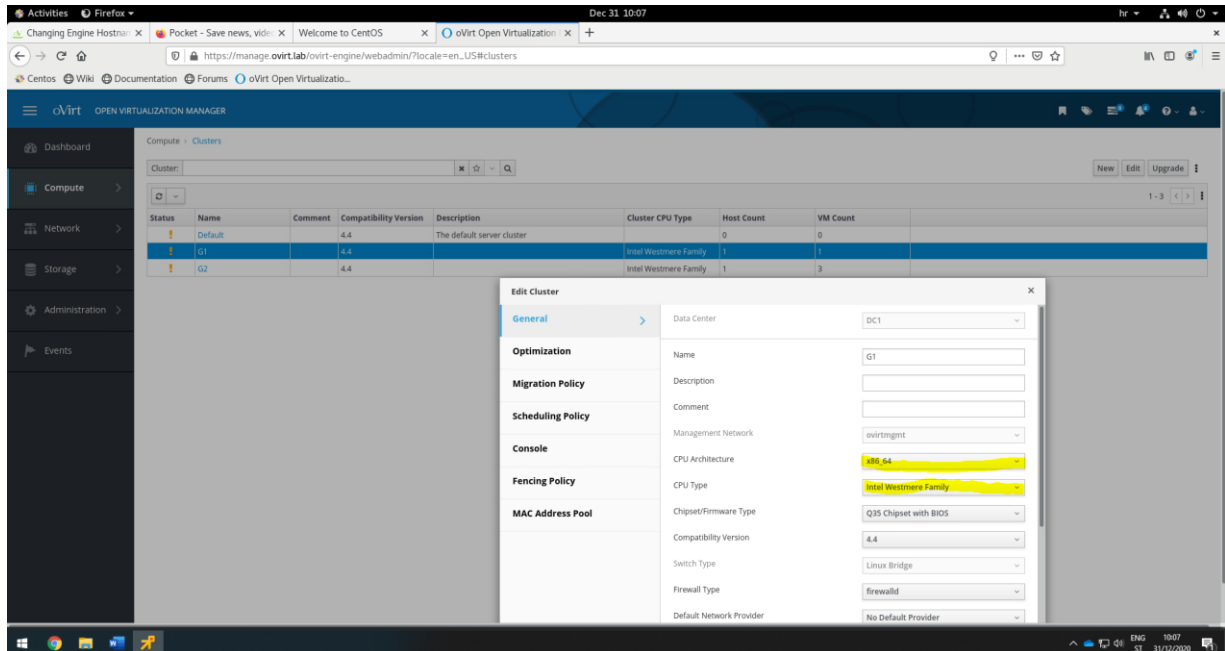 Activities Firefox Dec 31 10:07 hr
Changing Engine Hostnan Pocket - Save news, videc Welcome to CentOS oVirt Open Virtualization
https://manage.ovirt.lab/ovirt-engine/webadmin/?locale=en_US#clusters
Centos Wiki Documentation Forums oVirt Open Virtualizatio...
oVirt OPEN VIRTUALIZATION MANAGER
Dashboard
Compute
Network
Storage
Administration
Events
Compute > Clusters
Cluster: New Edit Upgrade
1-3
Status Name Comment Compatibility Version Description Cluster CPU Type Host Count VM Count
Default 4.4 The default server cluster 0 0
G1 4.4 Intel Westmere Family 1 1
G2 4.4 Intel Westmere Family 1 3
Edit Cluster
General
Optimization
Migration Policy
Scheduling Policy
Console
Fencing Policy
MAC Address Pool
Data Center DC1
Name G1
Description
Comment
Management Network ovirtmgmt
CPU Architecture x86_64
CPU Type Intel Westmere Family
Chipset/Firmware Type Q35 Chipset with BIOS
Compatibility Version 4.4
Switch Type Linux Bridge
Firewall Type firewalld
Default Network Provider No Default Provider
ENG 10:07
ST 31/12/2020